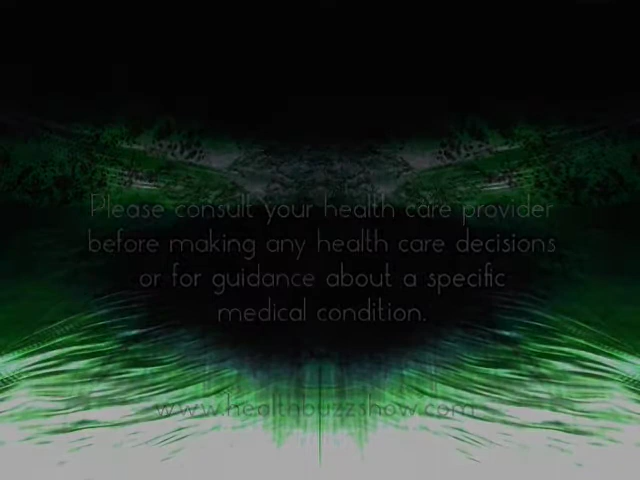 Please consult your health care provider
before making any health care decisions
or for guidance about a specific
medical condition.
www.healthbuzzshow.com